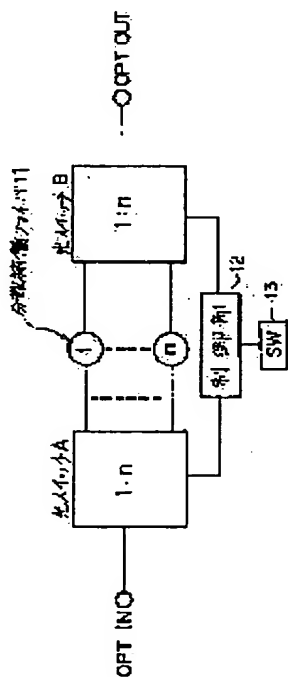 OPT IN
光スイッチA
1:n
分散補償ファイバ11
1
n
光スイッチB
1:n
OPT OUT
制御部
12
SW
13